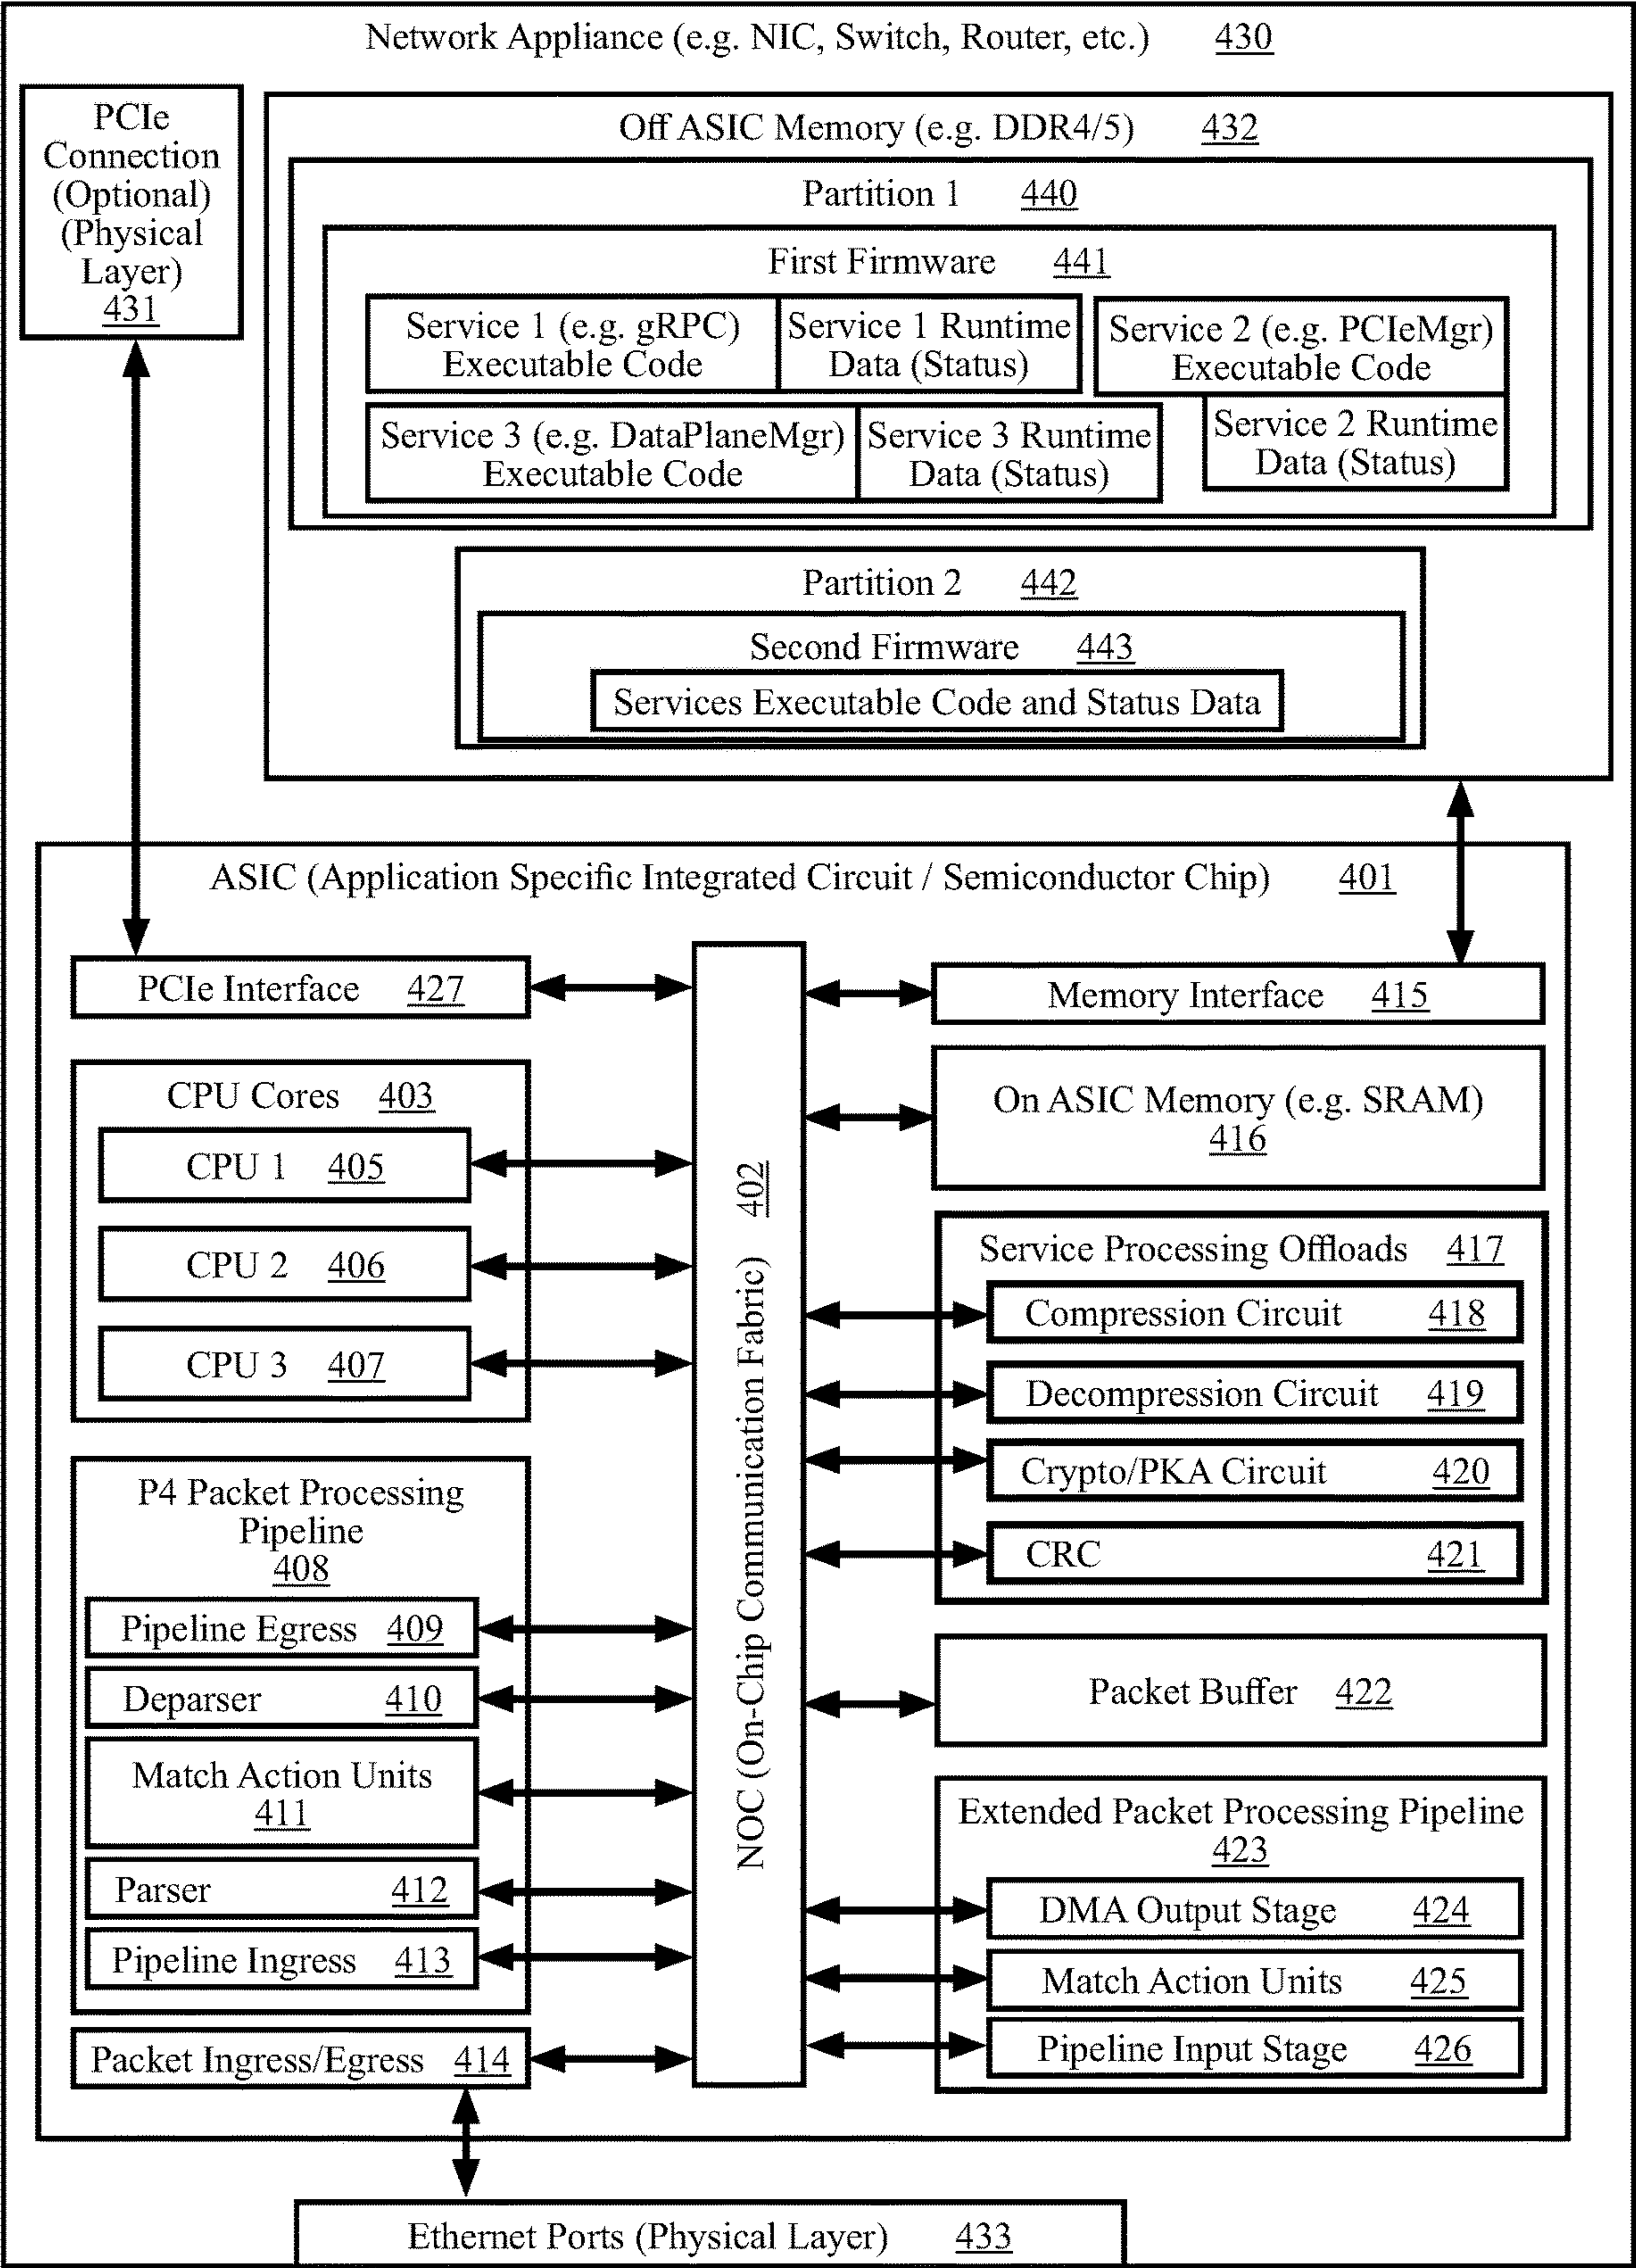 Network Appliance (e.g. NIC, Switch, Router, etc.) 430
PCIe
Connection
(Optional)
(Physical
Layer)
431
Off ASIC Memory (e.g. DDR4/5) 432
Partition 1 440
First Firmware 441
Service 1 (e.g. gRPC)
Executable Code
Service 1 Runtime
Data (Status)
Service 2 (e.g. PCIeMgr)
Executable Code
Service 3 (e.g. DataPlaneMgr)
Executable Code
Service 3 Runtime
Data (Status)
Service 2 Runtime
Data (Status)
Partition 2 442
Second Firmware 443
Services Executable Code and Status Data
ASIC (Application Specific Integrated Circuit / Semiconductor Chip) 401
PCIe Interface 427
CPU Cores 403
CPU 1 405
CPU 2 406
CPU 3 407
P4 Packet Processing
Pipeline
408
Pipeline Egress 409
Deparser 410
Match Action Units
411
Parser 412
Pipeline Ingress 413
Packet Ingress/Egress 414
NOC (On-Chip Communication Fabric) 402
Memory Interface 415
On ASIC Memory (e.g. SRAM)
416
Service Processing Offloads 417
Compression Circuit 418
Decompression Circuit 419
Crypto/PKA Circuit 420
CRC 421
Packet Buffer 422
Extended Packet Processing Pipeline
423
DMA Output Stage 424
Match Action Units 425
Pipeline Input Stage 426
Ethernet Ports (Physical Layer) 433